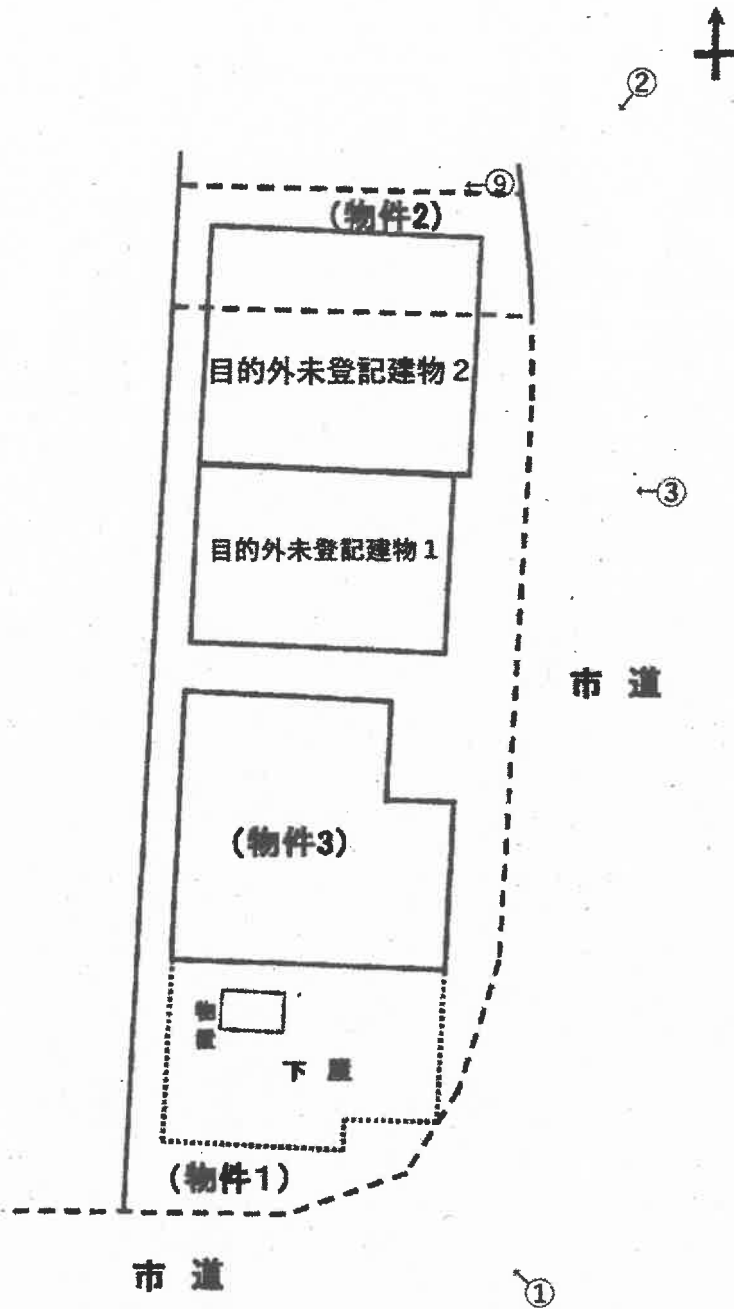 ②
⑨
(物件2)
目的外未登記建物2
③
目的外未登記建物1
市道
(物件3)
物置
下屋
(物件1)
市道
①